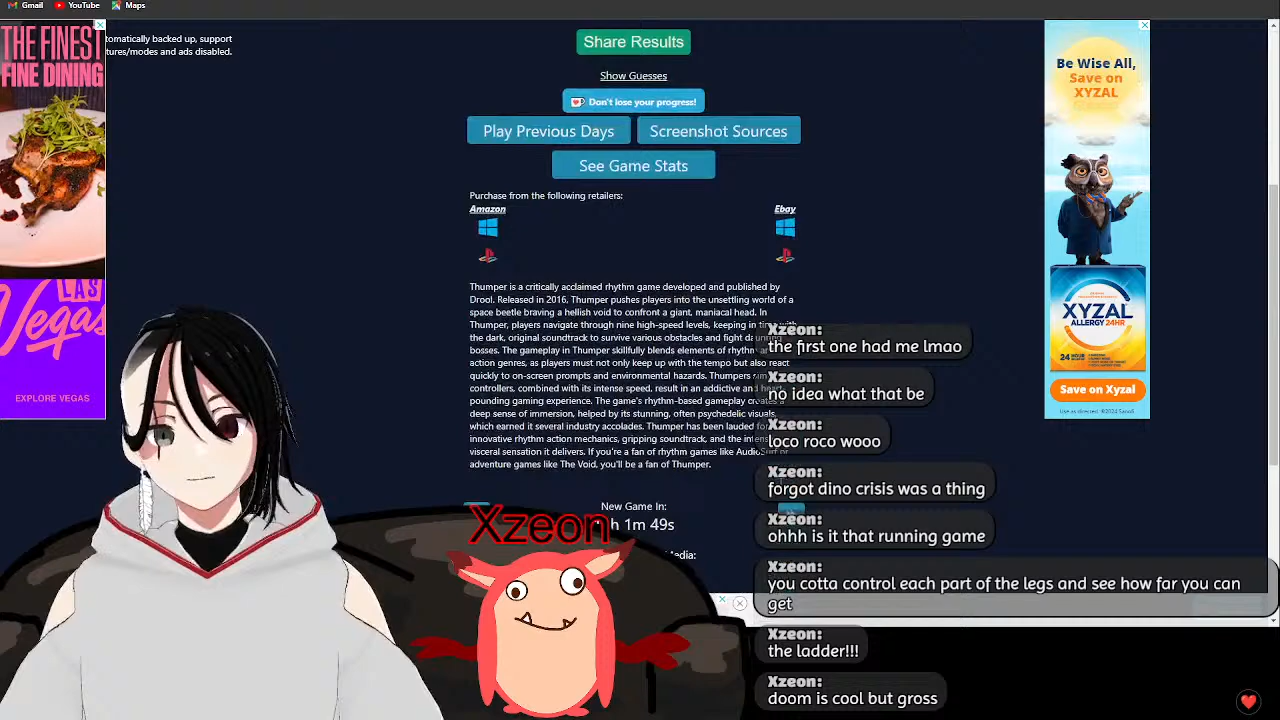 Gmail
YouTube
Maps
THE FINEST
FINE DINING
LAS
Vegas
EXPLORE VEGAS
omatically backed up, support
tures/modes and ads disabled.
Share Results
Show Guesses
Don't lose your progress!
Play Previous Days
Screenshot Sources
See Game Stats
Purchase from the following retailers:
Amazon
Ebay
Thumper is a critically acclaimed rhythm game developed and published by
Drool. Released in 2016, Thumper pushes players into the unsettling world of a
space beetle braving a hellish void to confront a giant, maniacal head. In
Thumper, players navigate through nine high-speed levels, keeping in
the dark, original soundtrack to survive various obstacles and fight
bosses. The gameplay in Thumper skillfully blends elements of rhythm
action genres, as players must not only keep up with the tempo but also react
quickly to on-screen prompts and environmental hazards. Thumper's
controllers, combined with its intense speed, result in an addictive
pounding gaming experience. The game's rhythm-based gameplay creates a
deep sense of immersion, helped by its stunning, often psychedelic visuals,
which earned it several industry accolades. Thumper has been lauded for
innovative rhythm action mechanics, gripping soundtrack, and the
visceral sensation it delivers. If you're a fan of rhythm games like
adventure games like The Void, you'll be a fan of Thumper.
New Game In:
h 1m 49s
Media:
Xzeon
Be Wise All,
Save on
XYZAL
XYZAL
ALLERGY 24HR
24 HOUR
Save on Xyzal
Use as directed. ©2024 Sanofi
Xzeon:
the first one had me lmao
Xzeon:
no idea what that be
Xzeon:
loco roco wooo
Xzeon:
forgot dino crisis was a thing
Xzeon:
ohhh is it that running game
Xzeon:
you cotta control each part of the legs and see how far you can
get
Xzeon:
the ladder!!!
Xzeon:
doom is cool but gross